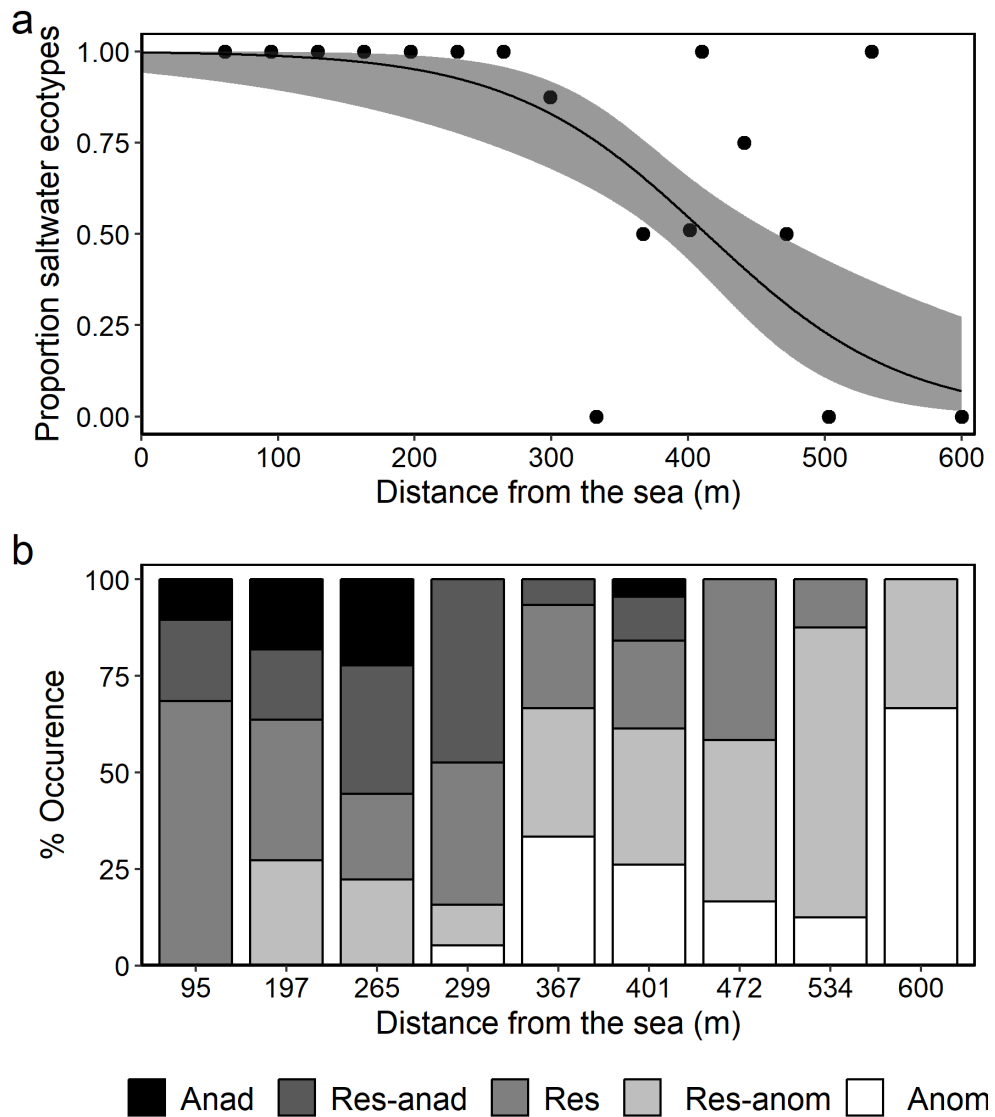 a
Proportion saltwater ecotypes
1.00
0.75
0.50
0.25
0.00
0 100 200 300 400 500 600
Distance from the sea (m)
b
% Occurence
100
75
50
25
0
95 197 265 299 367 401 472 534 600
Distance from the sea (m)
Anad Res-anad Res Res-anom Anom